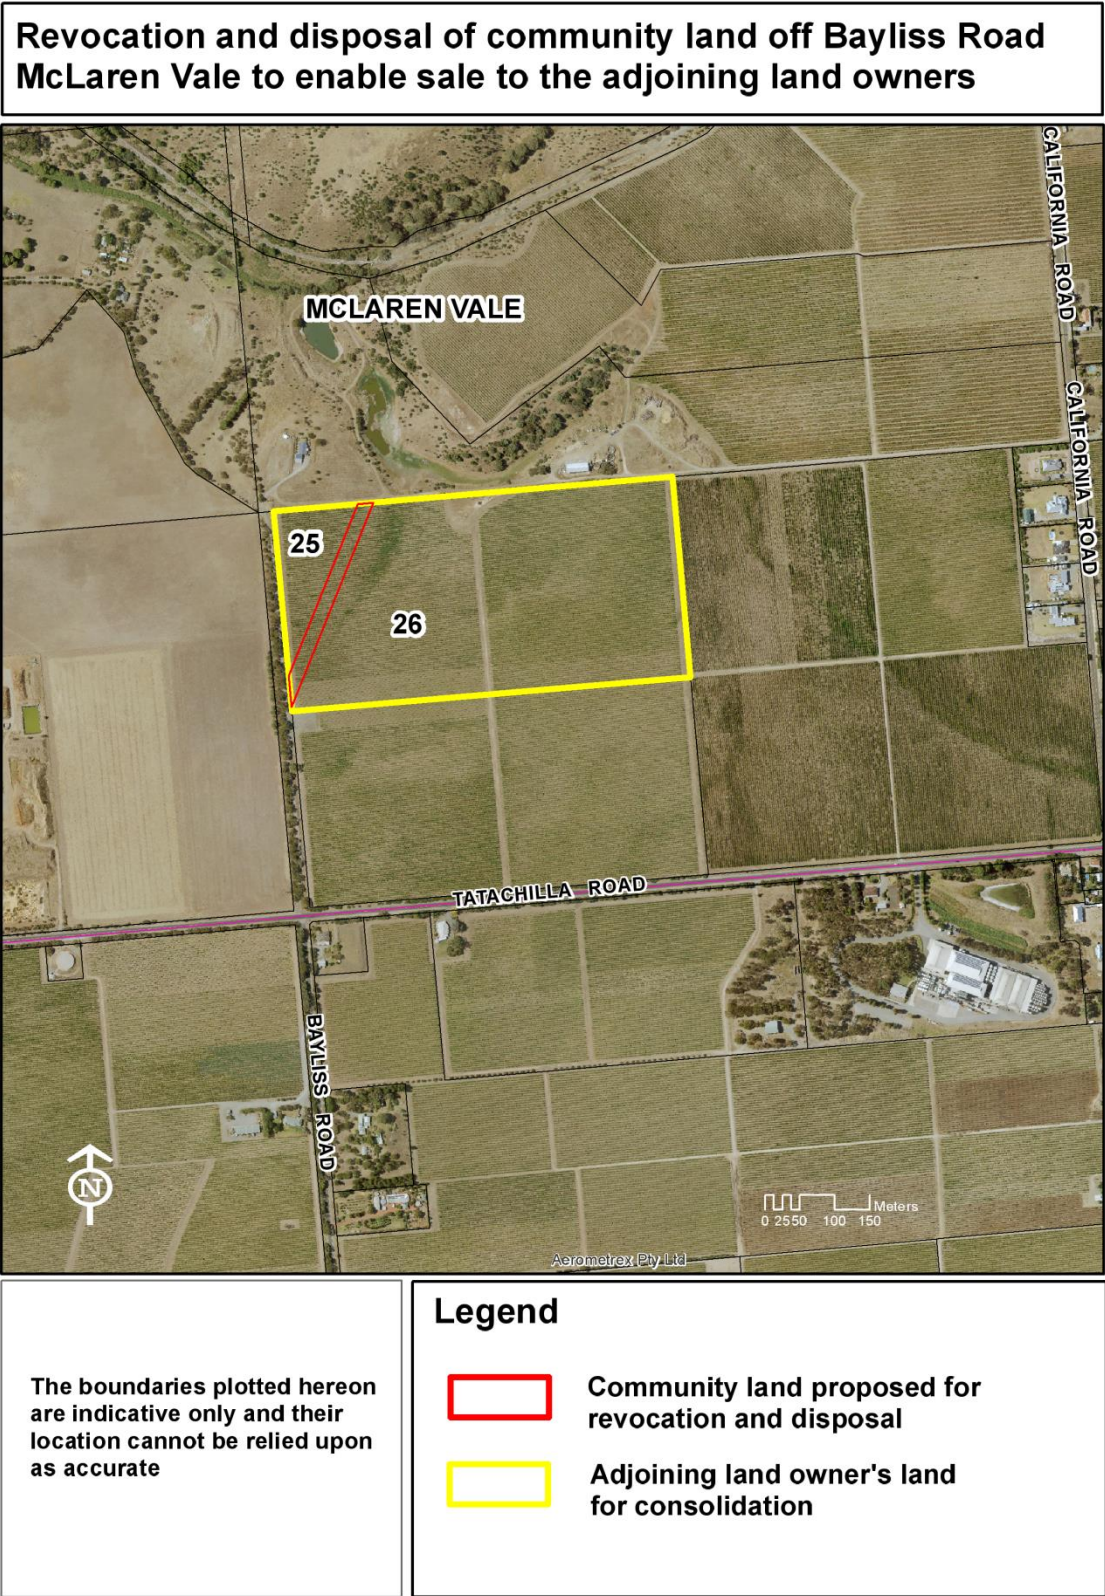 Revocation and disposal of community land off Bayliss Road
McLaren Vale to enable sale to the adjoining land owners
CALIFORNIA ROAD
MCLAREN VALE
CALIFORNIA ROAD
25
26
TATACHILLA ROAD
BAYLISS ROAD
N
Meters
0 25 50 100 150
Aerometrex Pty Ltd
The boundaries plotted hereon
are indicative only and their
location cannot be relied upon
as accurate
Legend
Community land proposed for
revocation and disposal
Adjoining land owner's land
for consolidation